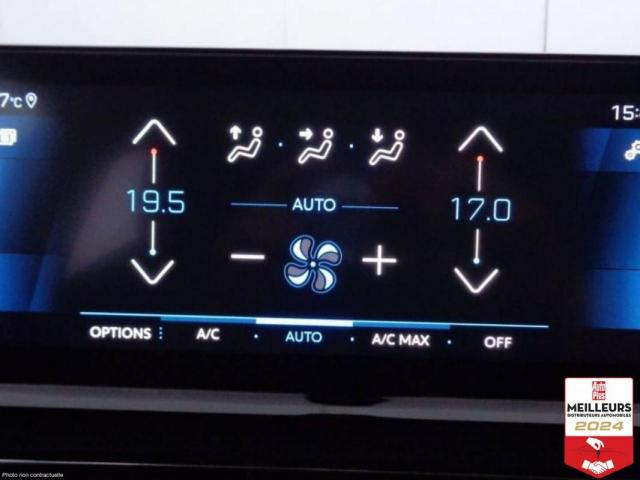 7°C
15:
19.5
AUTO
17.0
OPTIONS
A/C
AUTO
A/C MAX
OFF
Auto Plus
MEILLEURS
DISTRIBUTEURS AUTOMOBILES
2024
Photo non contractuelle